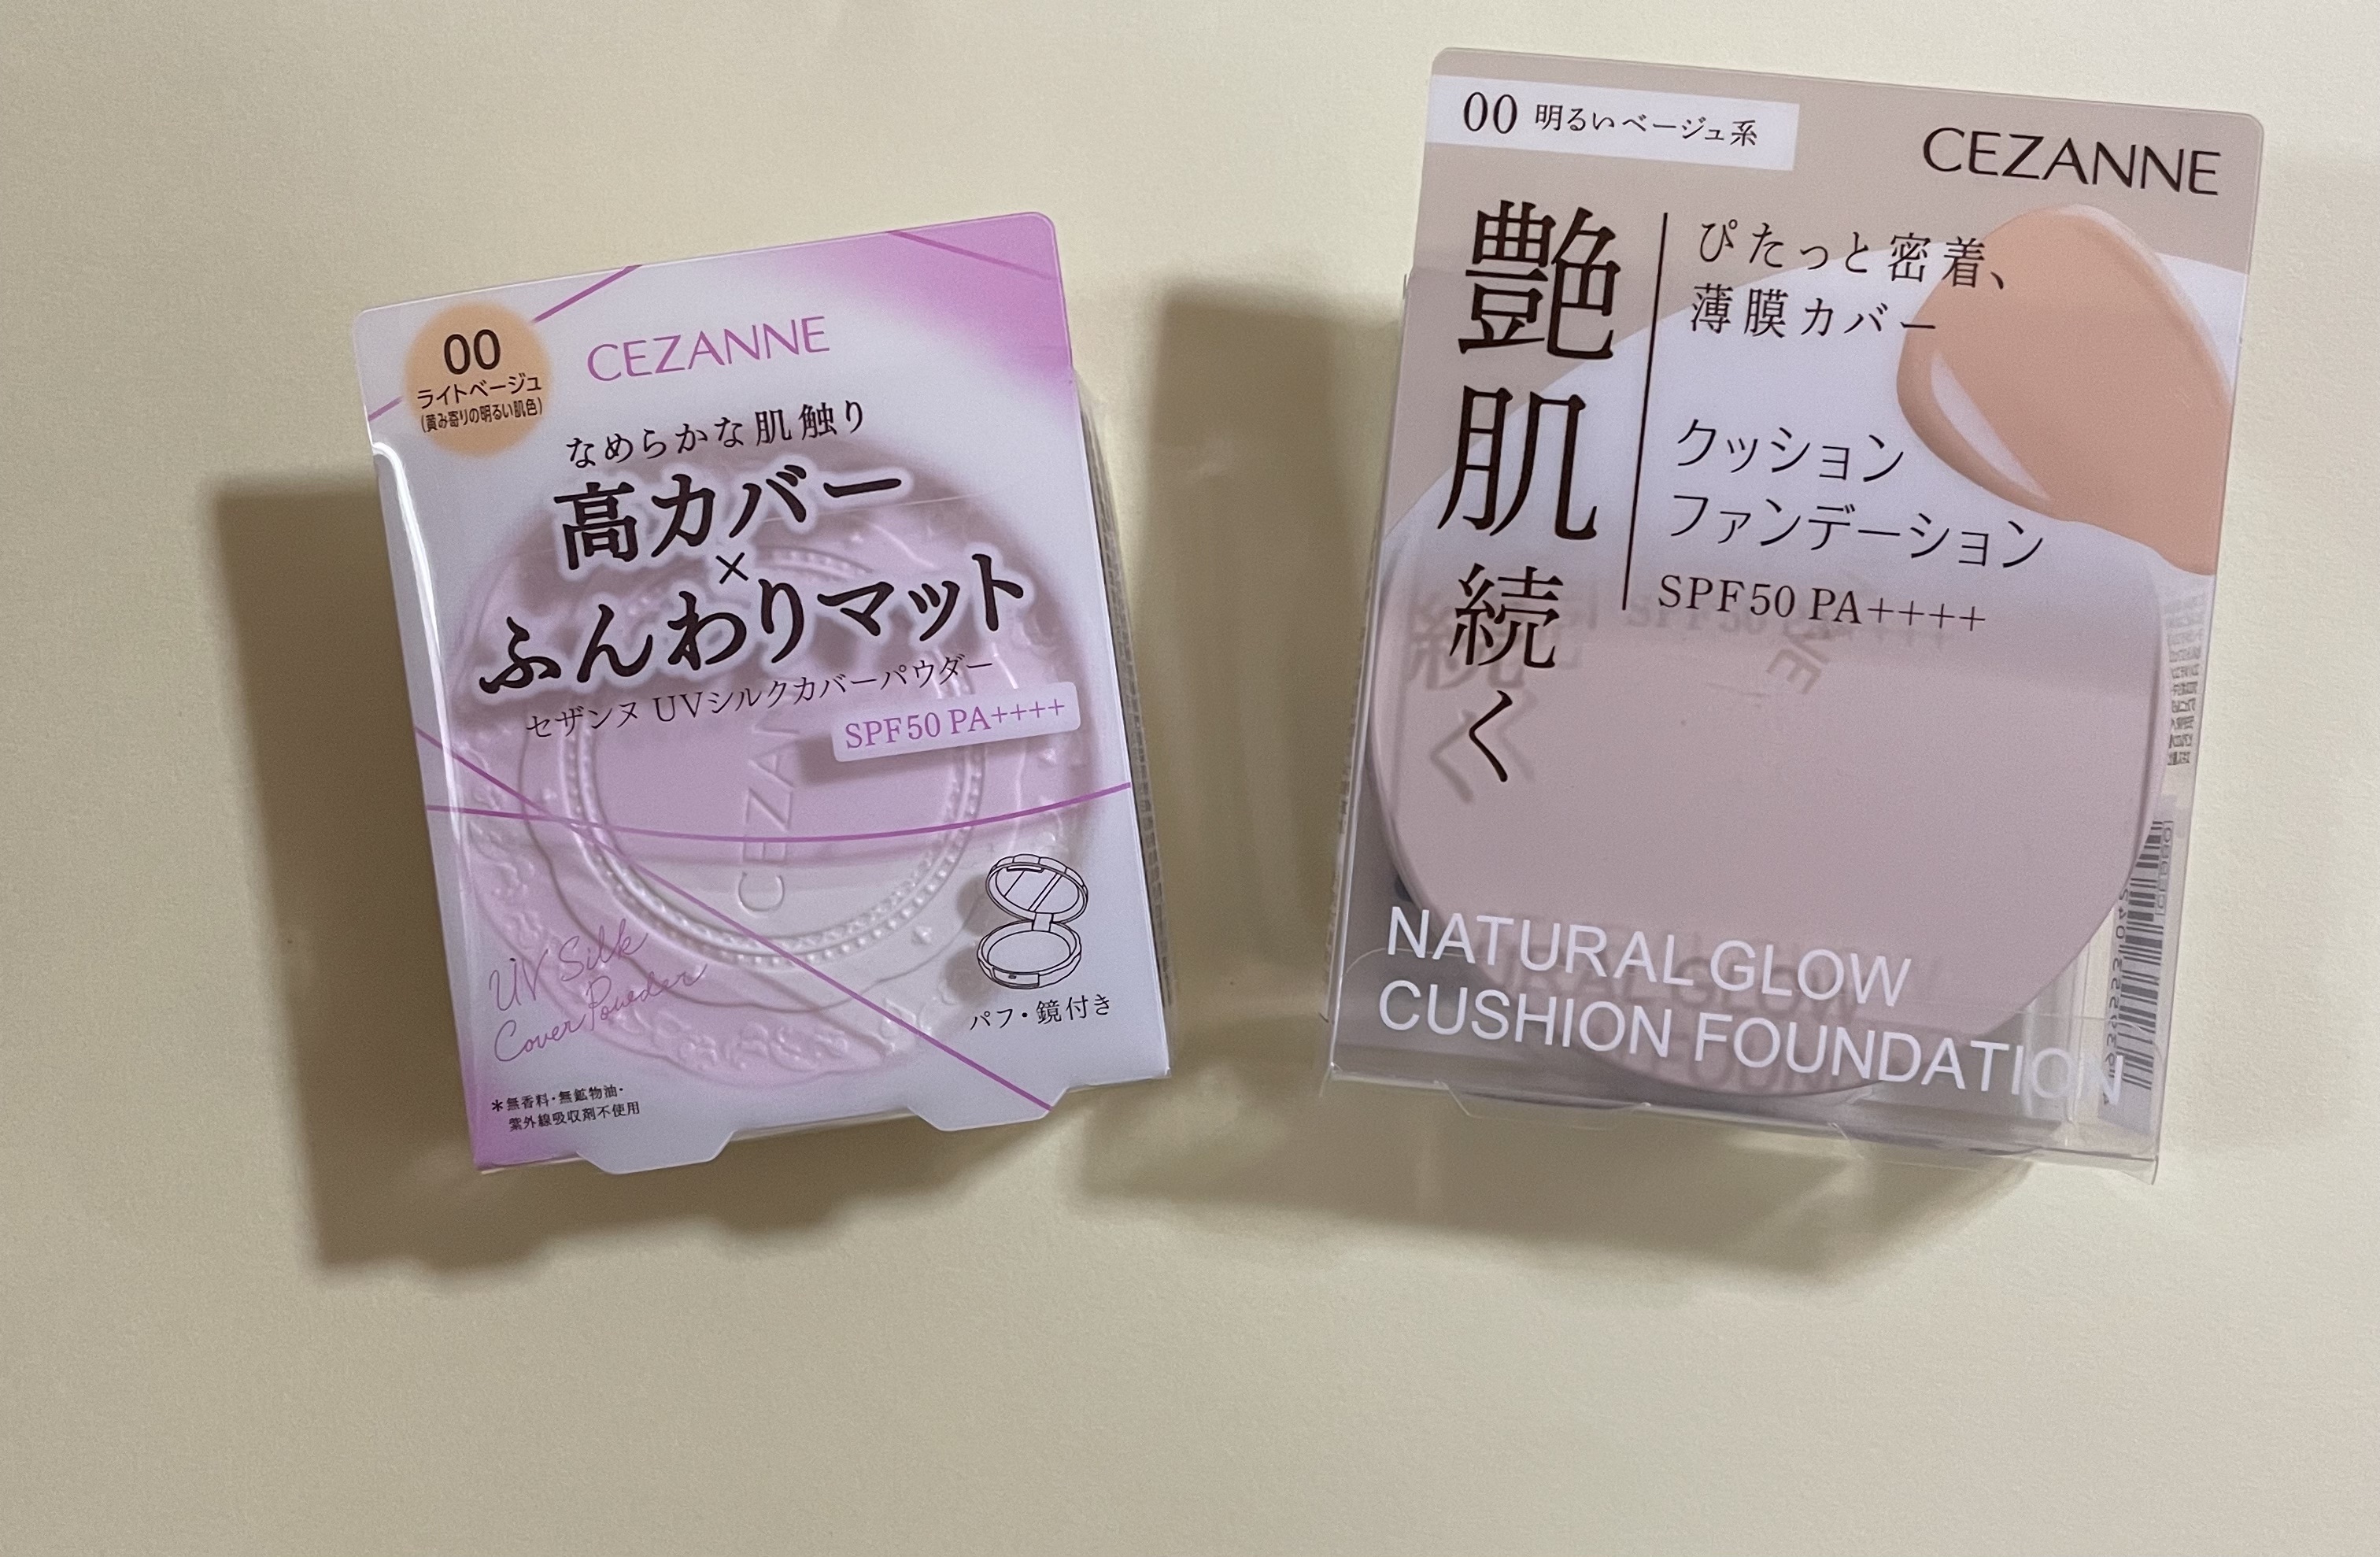 00
ライトベージュ
(黄み寄りの明るい肌色)
CEZANNE
なめらかな肌触り
高カバー
×
ふんわりマット
セザンヌ UVシルクカバーパウダー
SPF50 PA++++
CEZAN
UV Silk
Cover Powder
パフ・鏡付き
*無香料・無鉱物油・
紫外線吸収剤不使用
00 明るいベージュ系
CEZANNE
艶肌続く
ぴたっと密着、
薄膜カバー
クッション
ファンデーション
SPF50 PA++++
NATURAL GLOW
CUSHION FOUNDATION